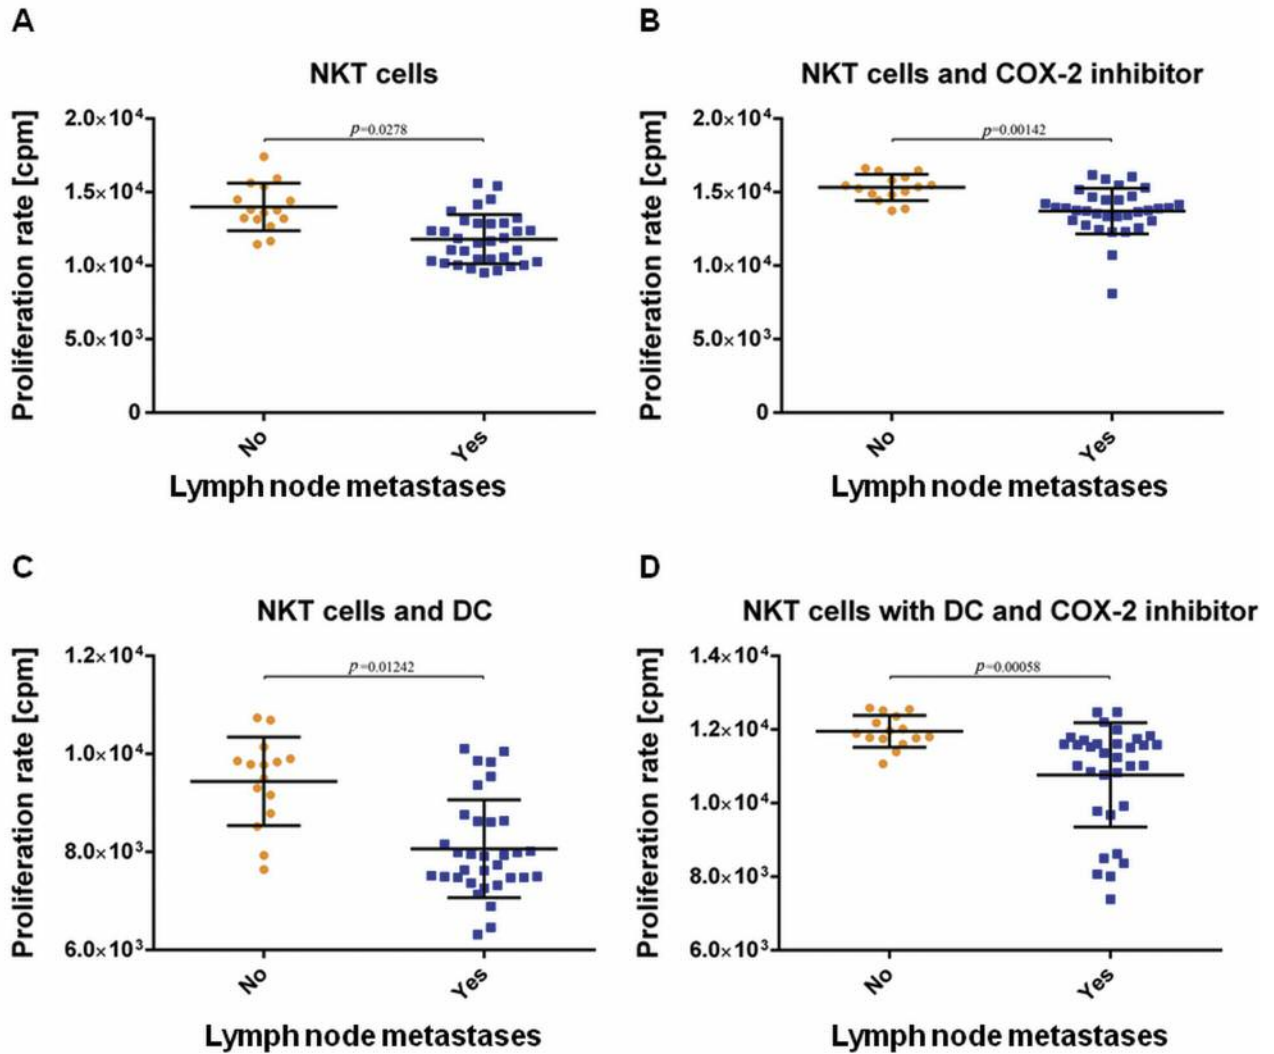 A
NKT cells
Proliferation rate [cpm]
2.0×10⁴
1.5×10⁴
1.0×10⁴
5.0×10³
0
p=0.0278
No
Yes
Lymph node metastases
B
NKT cells and COX-2 inhibitor
Proliferation rate [cpm]
2.0×10⁴
1.5×10⁴
1.0×10⁴
5.0×10³
0
p=0.00142
No
Yes
Lymph node metastases
C
NKT cells and DC
Proliferation rate [cpm]
1.2×10⁴
1.0×10⁴
8.0×10³
6.0×10³
p=0.01242
No
Yes
Lymph node metastases
D
NKT cells with DC and COX-2 inhibitor
Proliferation rate [cpm]
1.4×10⁴
1.2×10⁴
1.0×10⁴
8.0×10³
6.0×10³
p=0.00058
No
Yes
Lymph node metastases